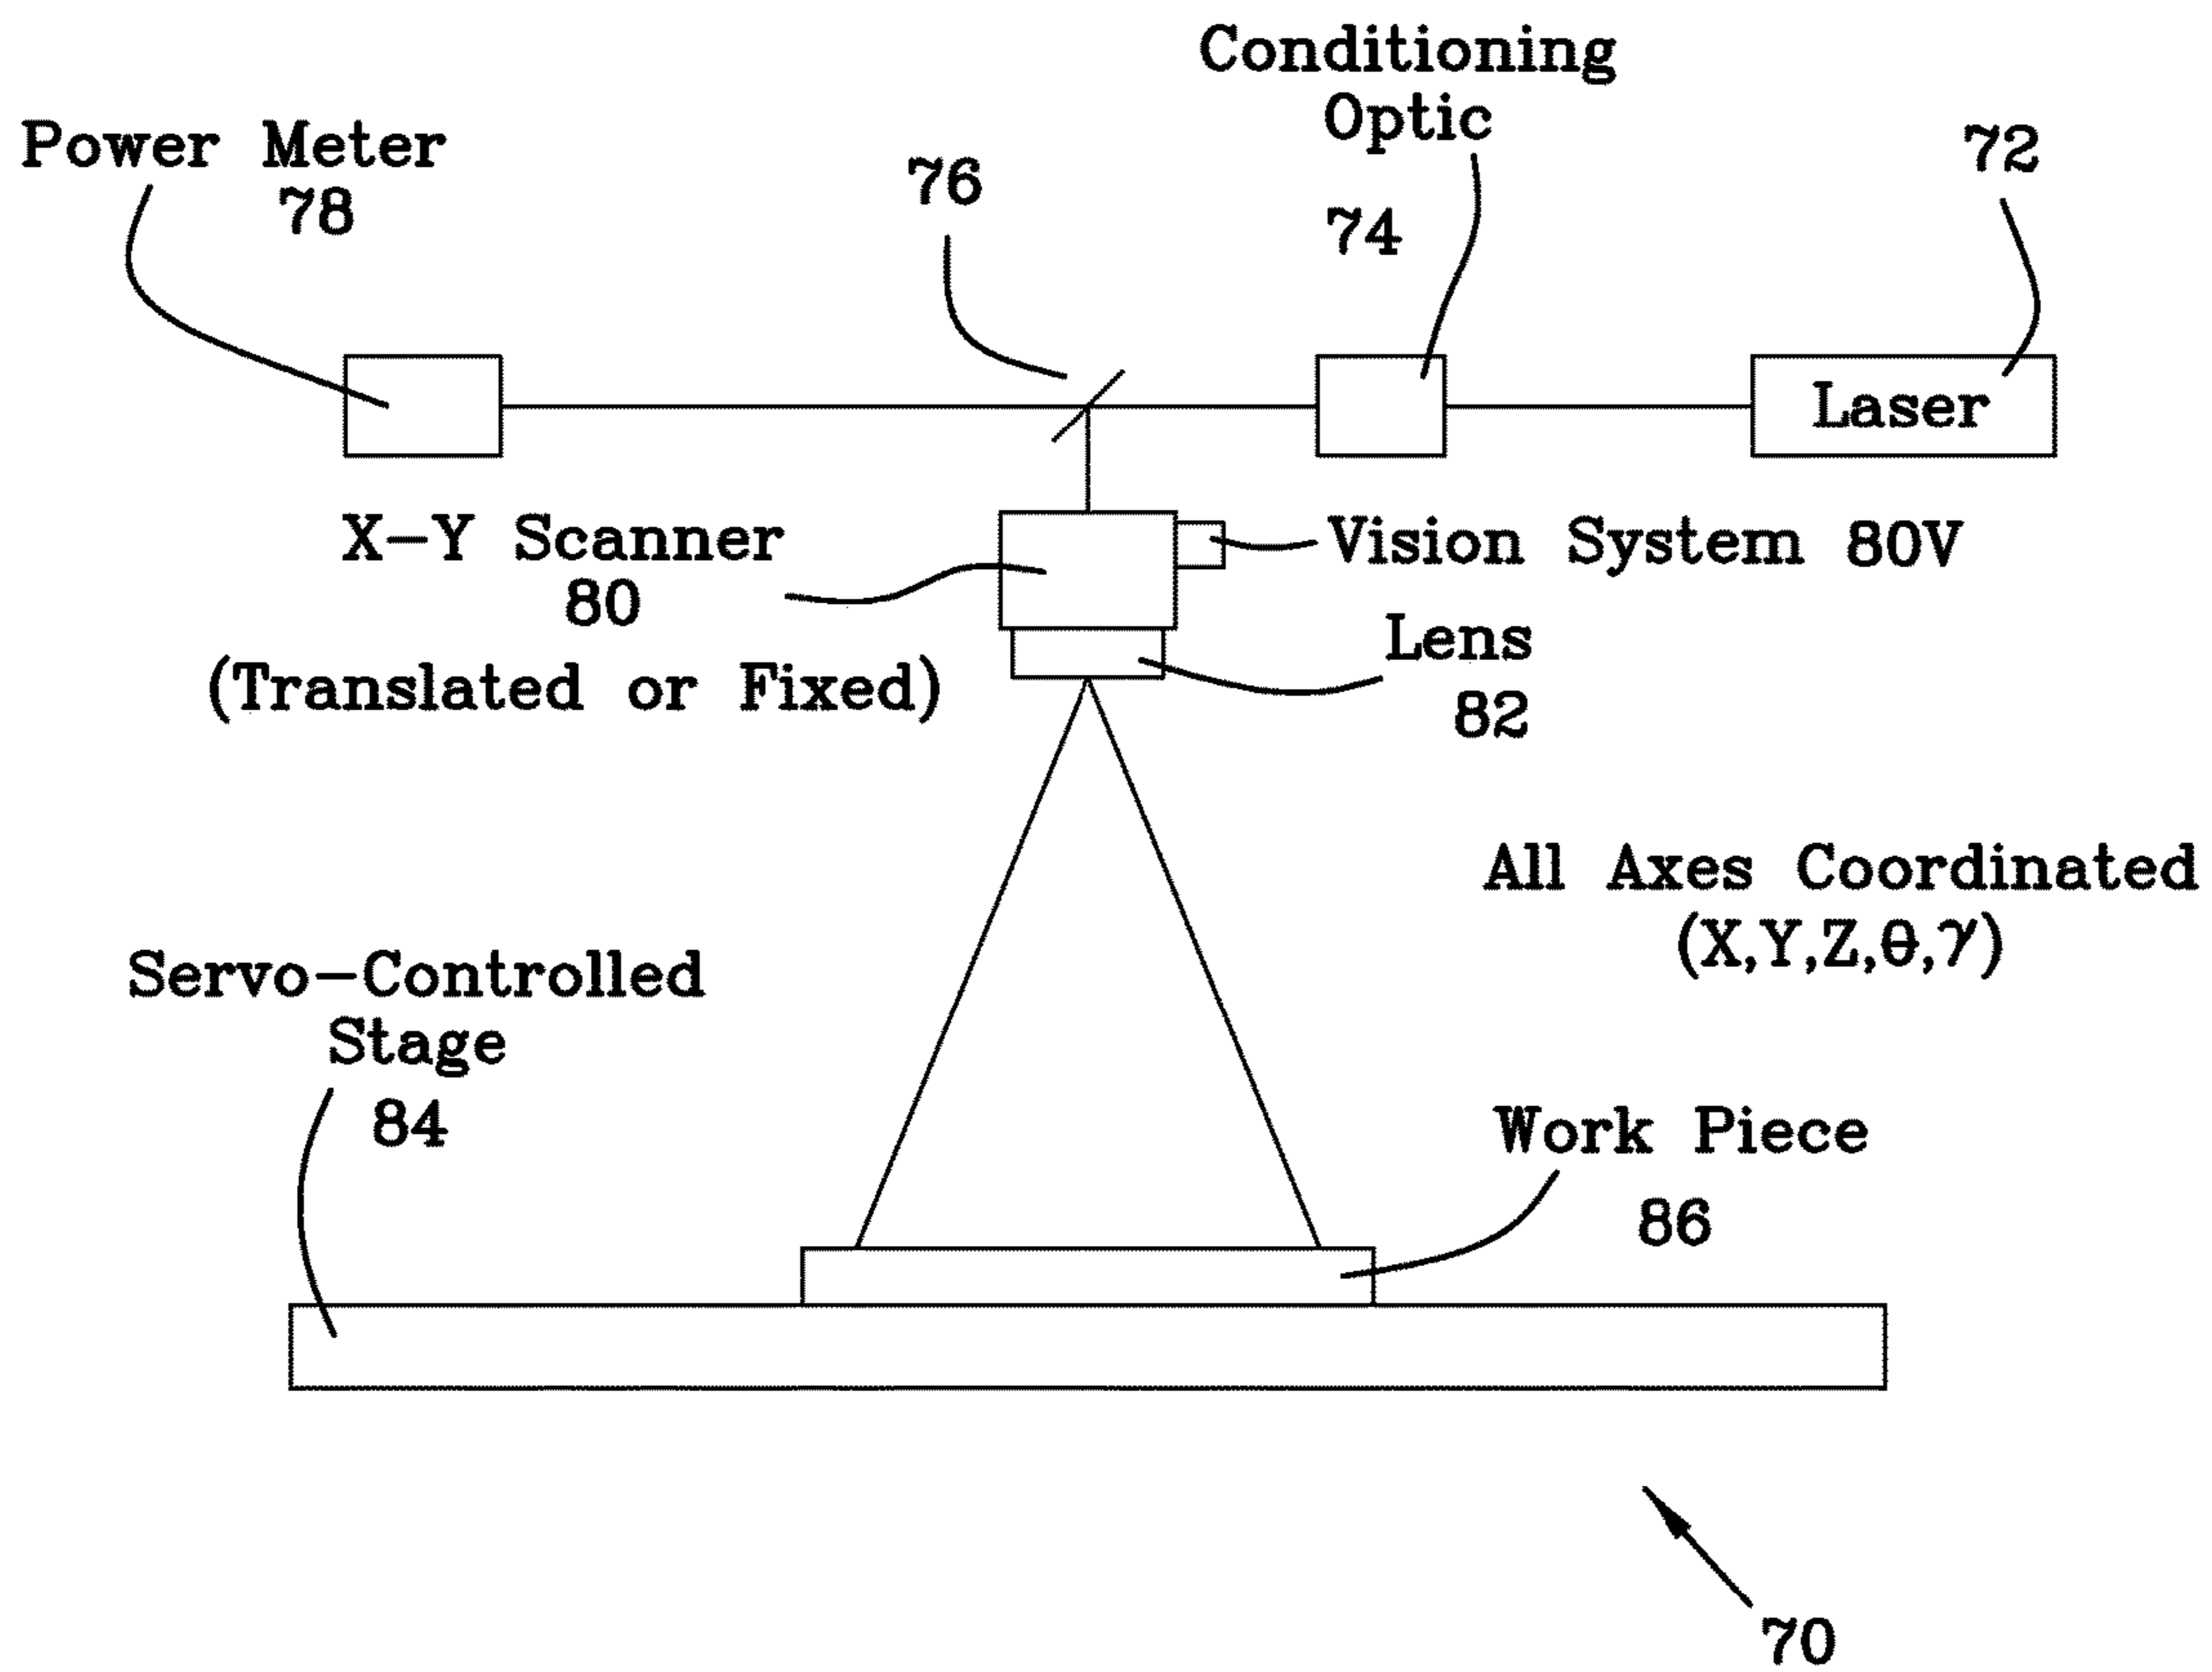 Conditioning
Optic
74
Power Meter
78
76
72
Laser
X-Y Scanner
80
(Translated or Fixed)
Vision System 80V
Lens
82
All Axes Coordinated
(X,Y,Z,θ,γ)
Servo-Controlled
Stage
84
Work Piece
86
70